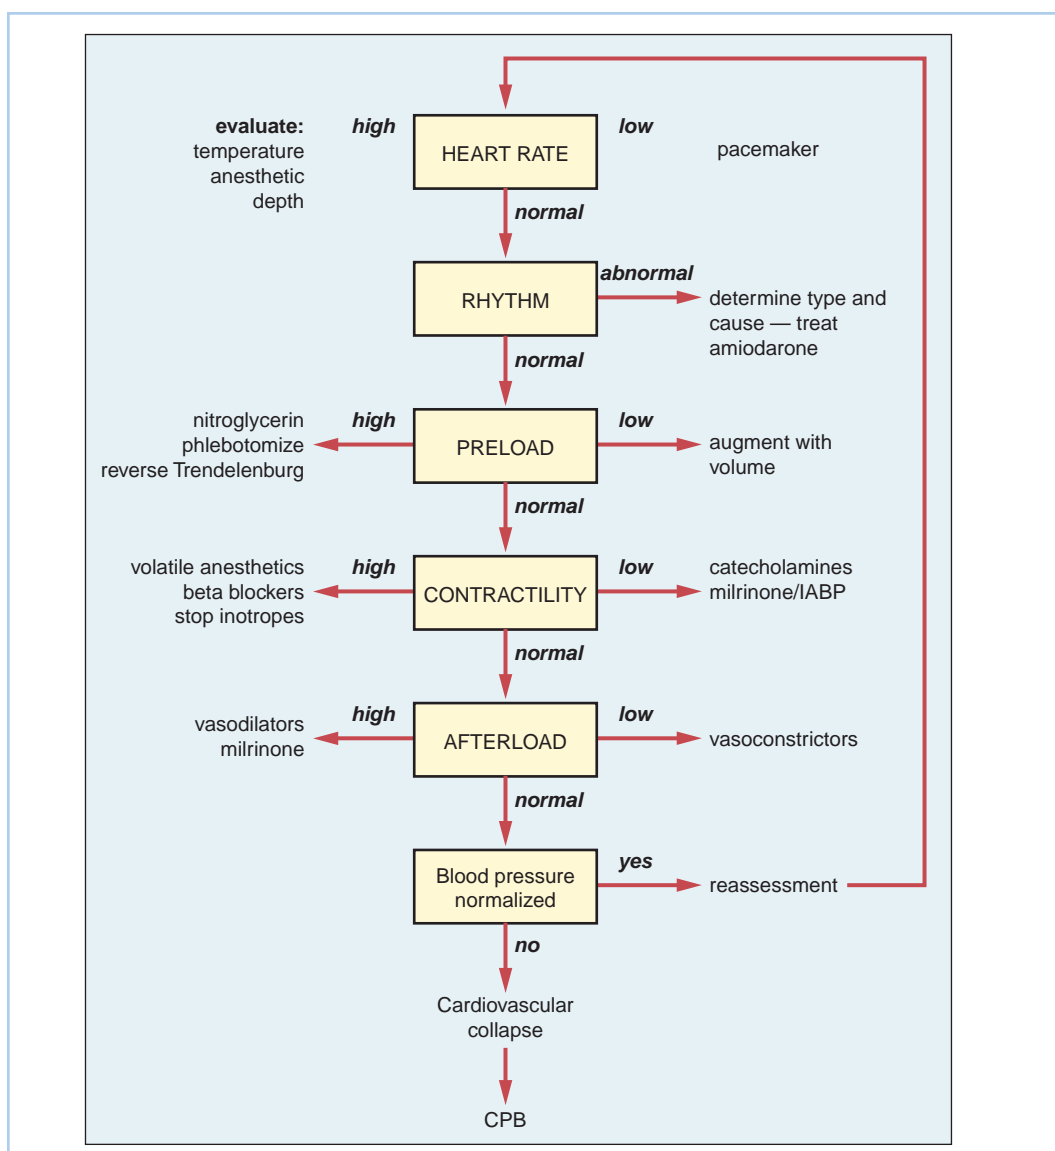 evaluate:
temperature
anesthetic
depth
high
HEART RATE
low
pacemaker
normal
RHYTHM
abnormal
determine type and
cause — treat
amiodarone
normal
nitroglycerin
phlebotomize
reverse Trendelenburg
high
PRELOAD
low
augment with
volume
normal
volatile anesthetics
beta blockers
stop inotropes
high
CONTRACTILITY
low
catecholamines
milrinone/IABP
normal
vasodilators
milrinone
high
AFTERLOAD
low
vasoconstrictors
normal
Blood pressure
normalized
yes
reassessment
no
Cardiovascular
collapse
CPB